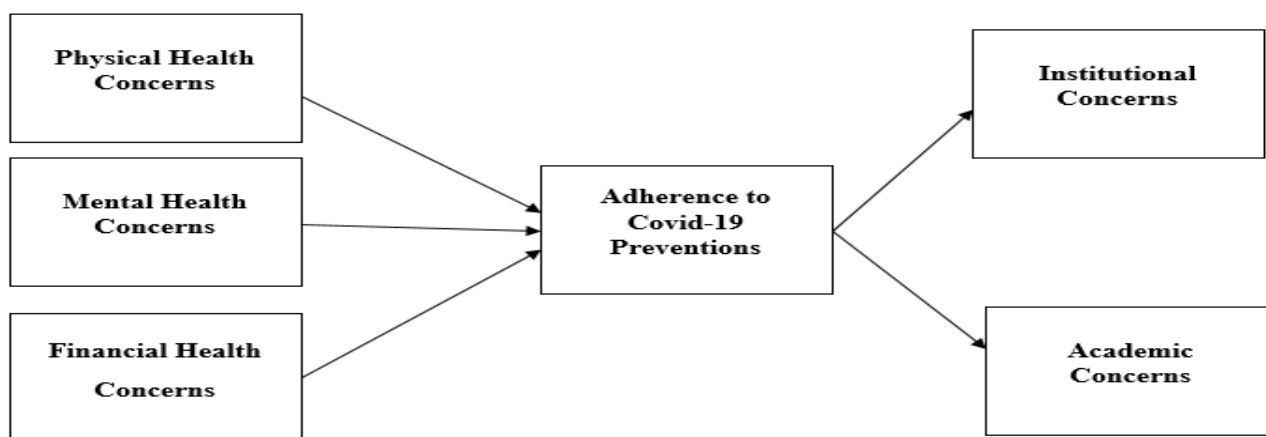 Physical Health
Concerns
Mental Health
Concerns
Financial Health
Concerns
Adherence to
Covid-19
Preventions
Institutional
Concerns
Academic
Concerns